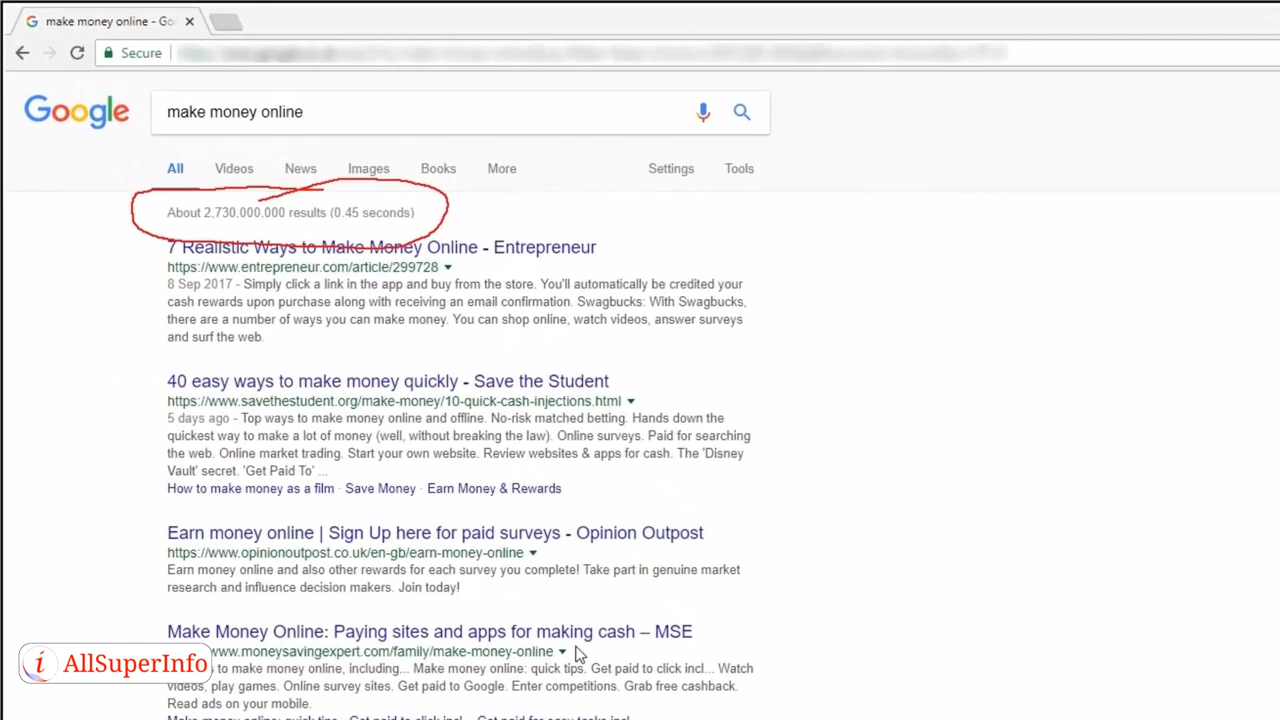 make money online - Go
Secure
Google
make money online
All Videos News Images Books More Settings Tools
About 2,730,000,000 results (0.45 seconds)
7 Realistic Ways to Make Money Online - Entrepreneur
https://www.entrepreneur.com/article/299728
8 Sep 2017 - Simply click a link in the app and buy from the store. You'll automatically be credited your
cash rewards upon purchase along with receiving an email confirmation. Swagbucks: With Swagbucks,
there are a number of ways you can make money. You can shop online, watch videos, answer surveys
and surf the web.
40 easy ways to make money quickly - Save the Student
https://www.savethestudent.org/make-money/10-quick-cash-injections.html
5 days ago - Top ways to make money online and offline. No-risk matched betting. Hands down the
quickest way to make a lot of money (well, without breaking the law). Online surveys. Paid for searching
the web. Online market trading. Start your own website. Review websites & apps for cash. The 'Disney
Vault' secret. 'Get Paid To' ...
How to make money as a film · Save Money · Earn Money & Rewards
Earn money online | Sign Up here for paid surveys - Opinion Outpost
https://www.opinionoutpost.co.uk/en-gb/earn-money-online
Earn money online and also other rewards for each survey you complete! Take part in genuine market
research and influence decision makers. Join today!
Make Money Online: Paying sites and apps for making cash – MSE
www.moneysavingexpert.com/family/make-money-online
to make money online, including... Make money online: quick tips. Get paid to click incl... Watch
videos, play games. Online survey sites. Get paid to Google. Enter competitions. Grab free cashback.
Read ads on your mobile.
i AllSuperInfo